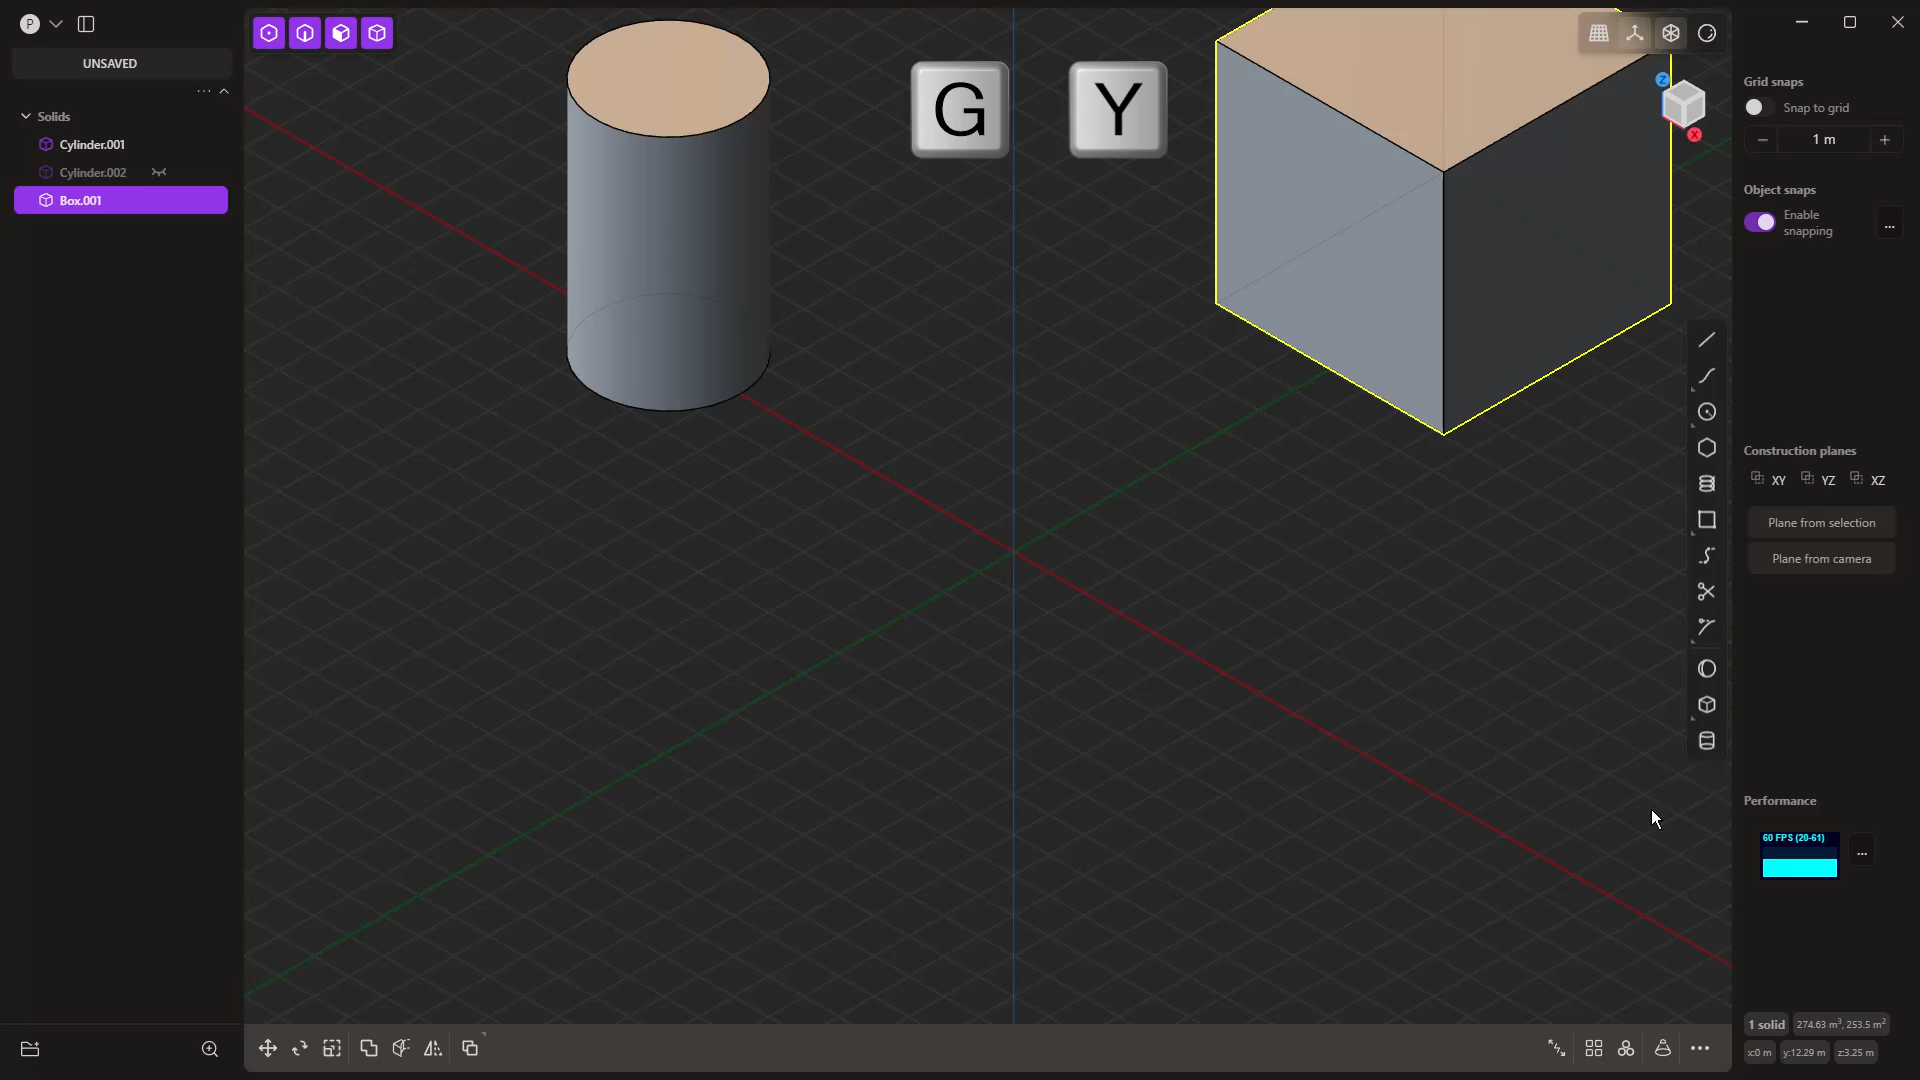 P
UNSAVED
Solids
Cylinder.001
Cylinder.002
Box.001
G
Y
Z
X
Grid snaps
Snap to grid
1 m
Object snaps
Enable
snapping
...
Construction planes
XY
YZ
XZ
Plane from selection
Plane from camera
Performance
60 FPS (20-61)
...
1 solid
274.63 m³, 253.5 m²
x:0 m
y:12.29 m
z:3.25 m